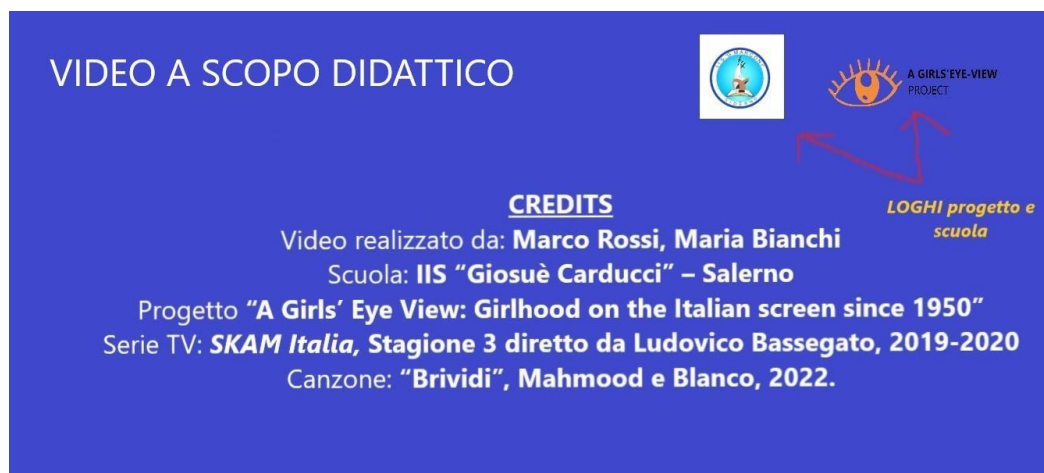 VIDEO A SCOPO DIDATTICO
A GIRLS'EYE-VIEW
PROJECT
LOGHI progetto e
scuola
CREDITS
Video realizzato da: Marco Rossi, Maria Bianchi
Scuola: IIS “Giosuè Carducci” – Salerno
Progetto “A Girls’ Eye View: Girlhood on the Italian screen since 1950”
Serie TV: SKAM Italia, Stagione 3 diretto da Ludovico Bassegato, 2019-2020
Canzone: “Brividi”, Mahmood e Blanco, 2022.